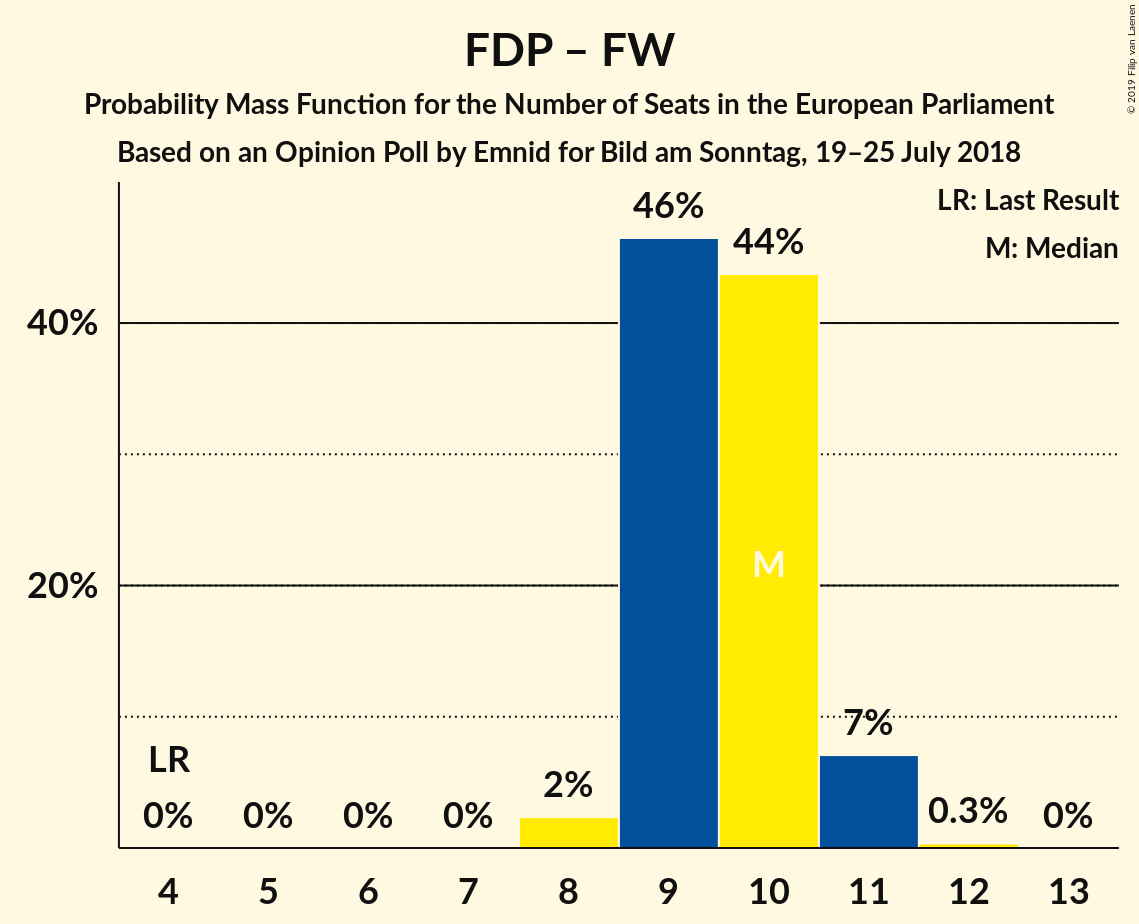 FDP – FW
Probability Mass Function for the Number of Seats in the European Parliament
Based on an Opinion Poll by Emnid for Bild am Sonntag, 19–25 July 2018
© 2019 Filip van Laenen
LR: Last Result
M: Median
46%
44%
40%
M
20%
7%
LR
2%
0.3%
0% 0% 0% 0% 0%
4 5 6 7 8 9 10 11 12 13